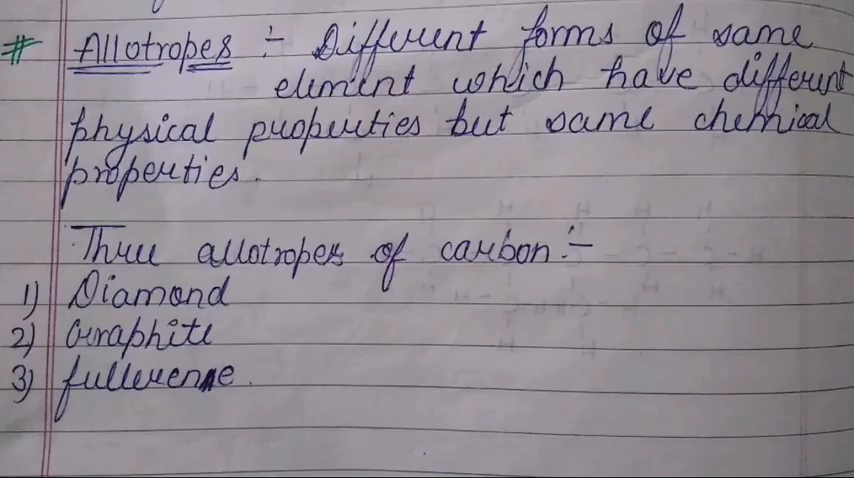 # Allotropes :- Different forms of same
element which have different
physical properties but same chemical
properties.
Three allotropes of carbon :-
1) Diamond
2) Graphite
3) fullerene.